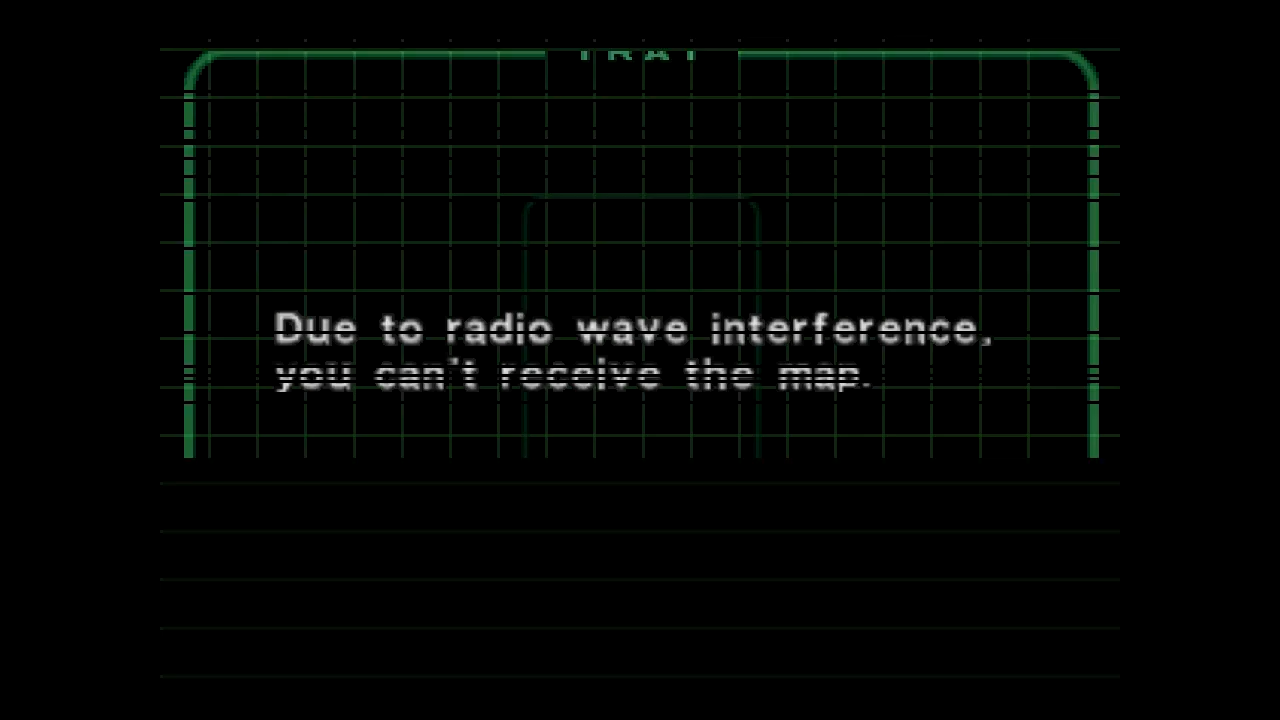 Due to radio wave interference,
you can't receive the map.